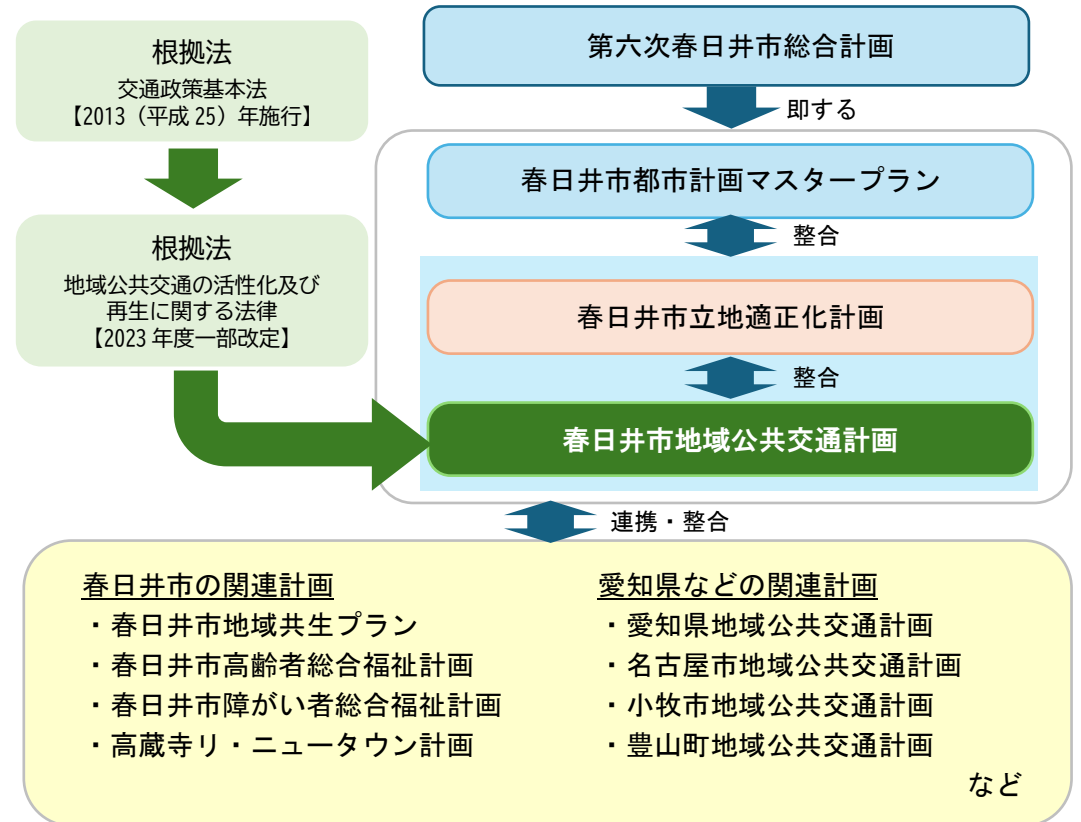 根拠法
交通政策基本法
【2013（平成 25）年施行】
根拠法
地域公共交通の活性化及び
再生に関する法律
【2023 年度一部改定】
第六次春日井市総合計画
即する
春日井市都市計画マスタープラン
整合
春日井市立地適正化計画
整合
春日井市地域公共交通計画
連携・整合
春日井市の関連計画
・春日井市地域共生プラン
・春日井市高齢者総合福祉計画
・春日井市障がい者総合福祉計画
・高蔵寺リ・ニュータウン計画
愛知県などの関連計画
・愛知県地域公共交通計画
・名古屋市地域公共交通計画
・小牧市地域公共交通計画
・豊山町地域公共交通計画
など